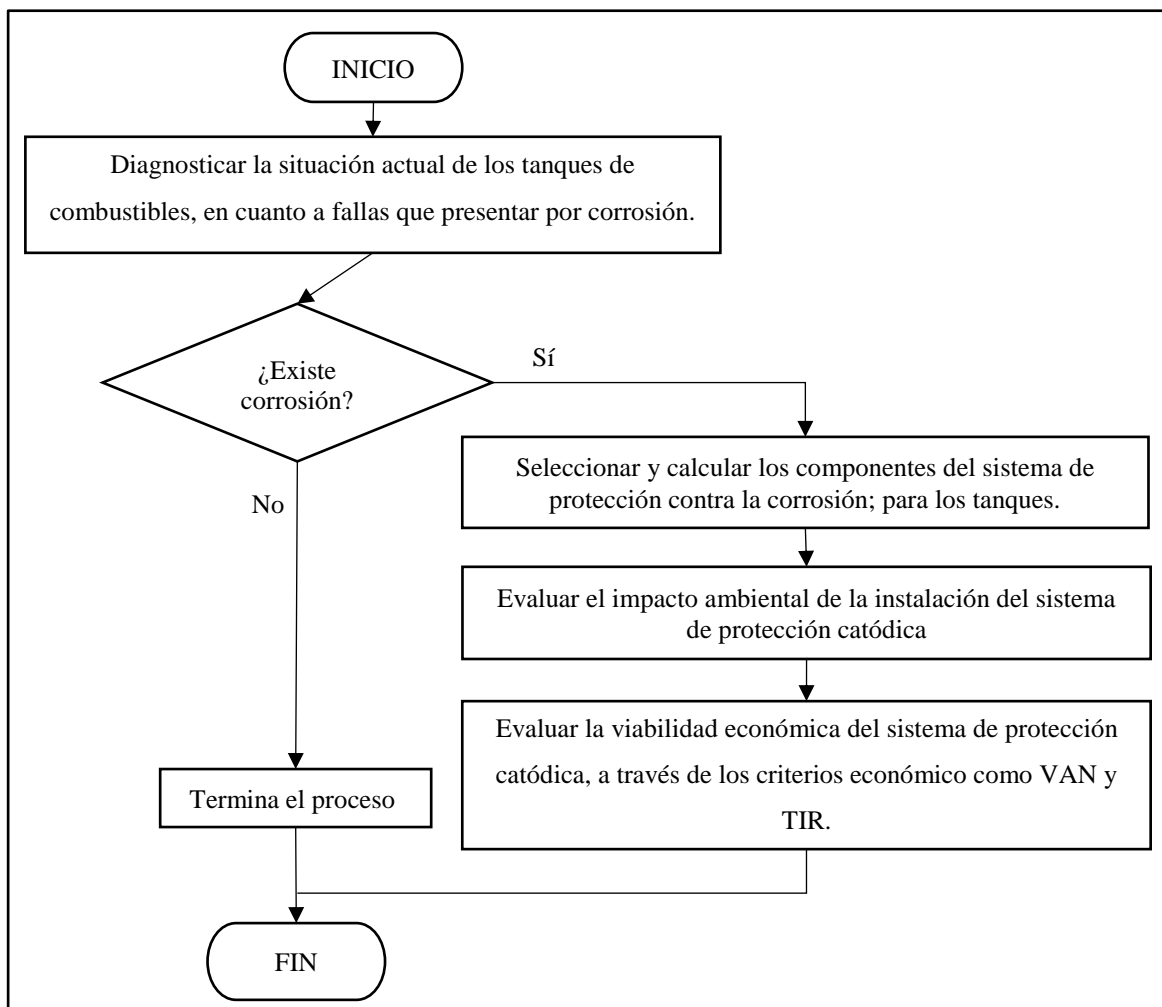 INICIO
Diagnosticar la situación actual de los tanques de
combustibles, en cuanto a fallas que presentar por corrosión.
¿Existe
corrosión?
Sí
No
Seleccionar y calcular los componentes del sistema de
protección contra la corrosión; para los tanques.
Evaluar el impacto ambiental de la instalación del sistema
de protección catódica
Evaluar la viabilidad económica del sistema de protección
catódica, a través de los criterios económico como VAN y
TIR.
Termina el proceso
FIN